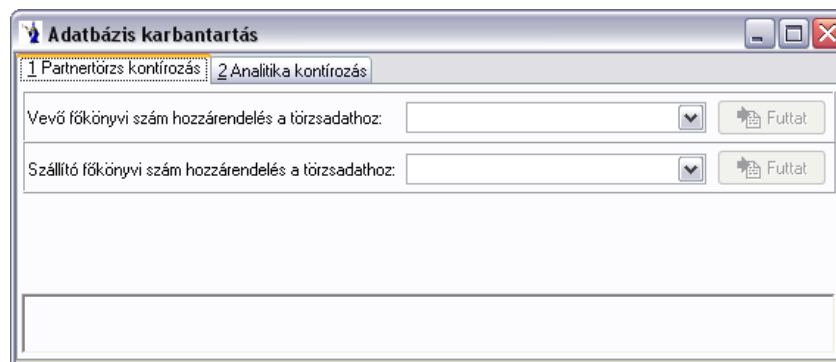 Adatbázis karbantartás
1 Partnertörzs kontírozás 2 Analitika kontírozás
Vevő főkönyvi szám hozzárendelés a törzsadathoz: Futtat
Szállító főkönyvi szám hozzárendelés a törzsadathoz: Futtat